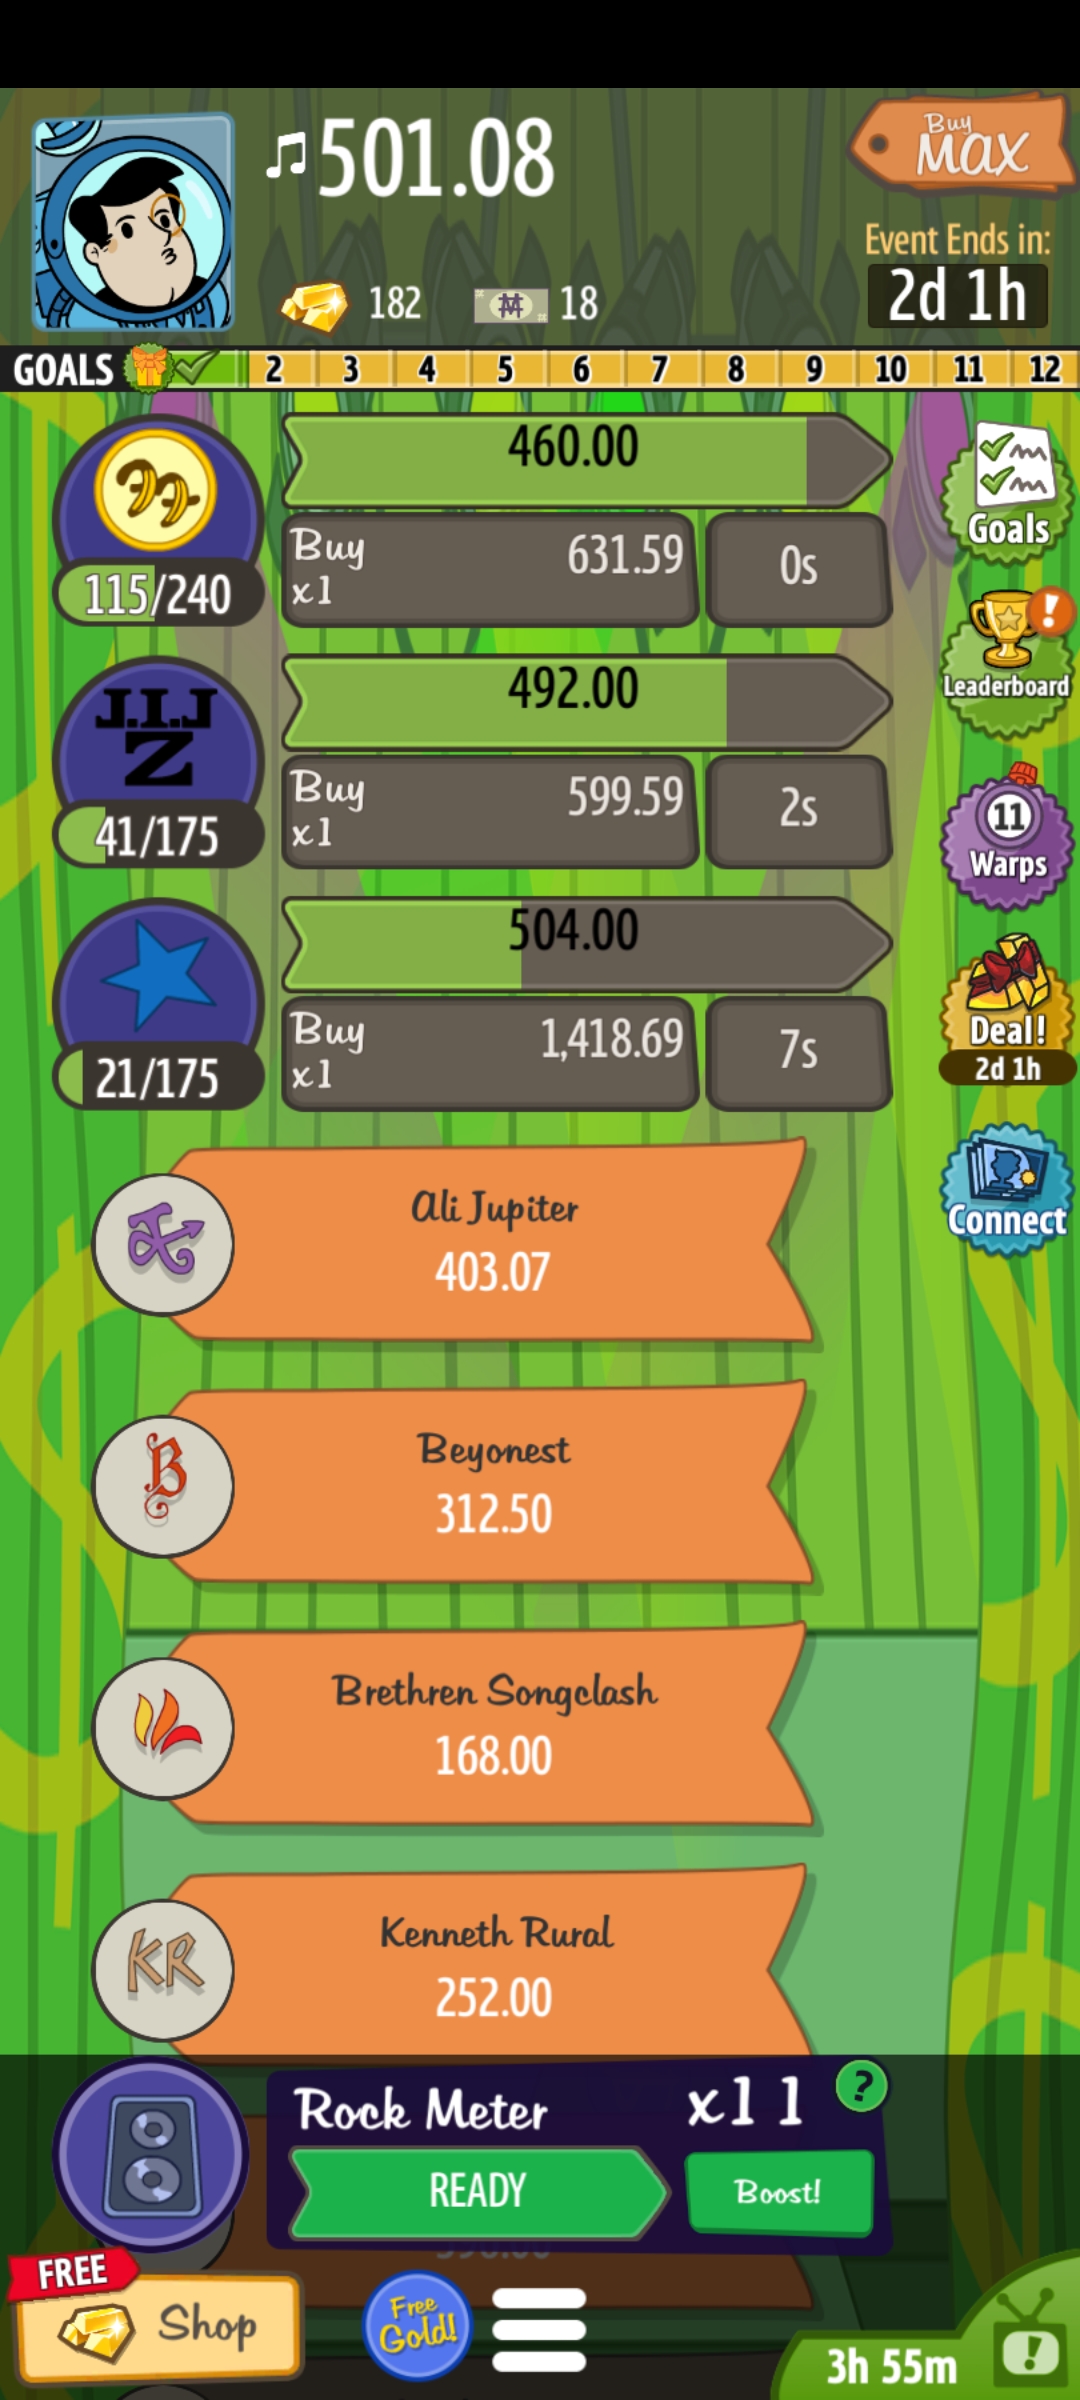 501.08
Buy
Max
182
18
Event Ends in:
2d 1h
GOALS 2 3 4 5 6 7 8 9 10 11 12
460.00
Buy
x1
631.59
0s
115/240
Goals
J.I.J
Z
492.00
Buy
x1
599.59
2s
41/175
Leaderboard
11
Warps
504.00
Buy
x1
1,418.69
7s
21/175
Deal!
2d 1h
Connect
Ali Jupiter
403.07
B
Beyonest
312.50
Brethren Songclash
168.00
KR
Kenneth Rural
252.00
Rock Meter
x11
?
READY
Boost!
FREE
Shop
Free
Gold!
3h 55m